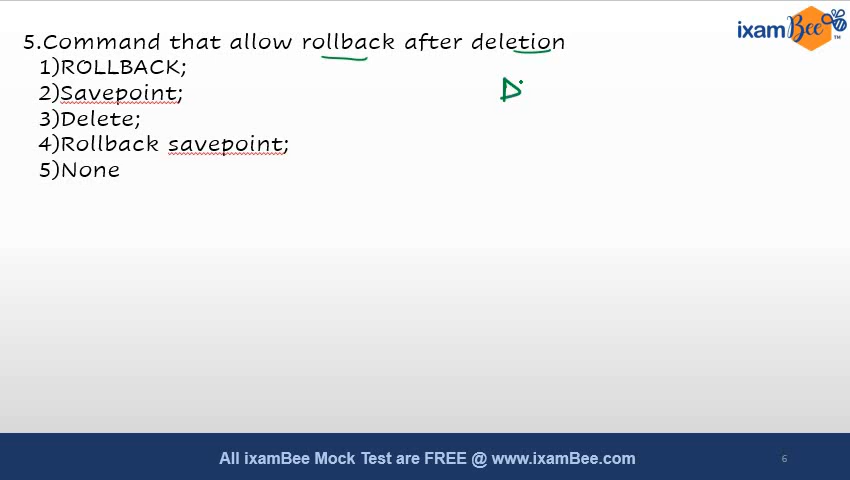 ixamBee™
5.Command that allow rollback after deletion
1)ROLLBACK;
2)Savepoint;
3)Delete;
4)Rollback savepoint;
5)None
D
All ixamBee Mock Test are FREE @ www.ixamBee.com
6